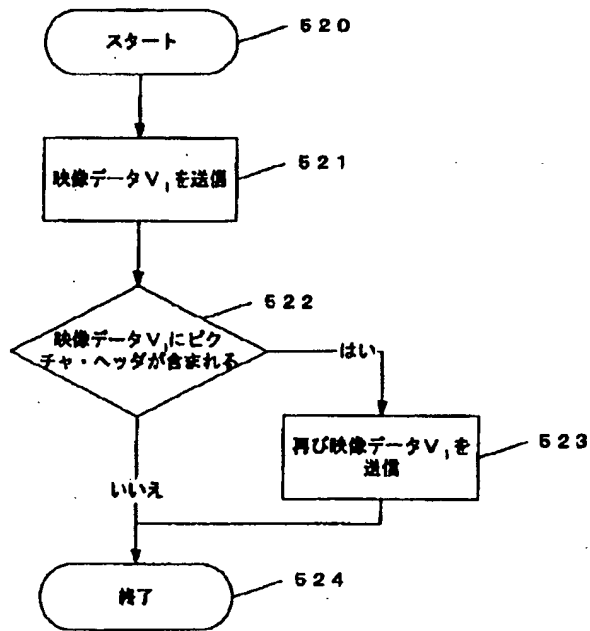 スタート
520
映像データV₁を送信
521
522
映像データV₁にピク
チャ・ヘッダが含まれる
はい
再び映像データV₁を
送信
523
いいえ
終了
524